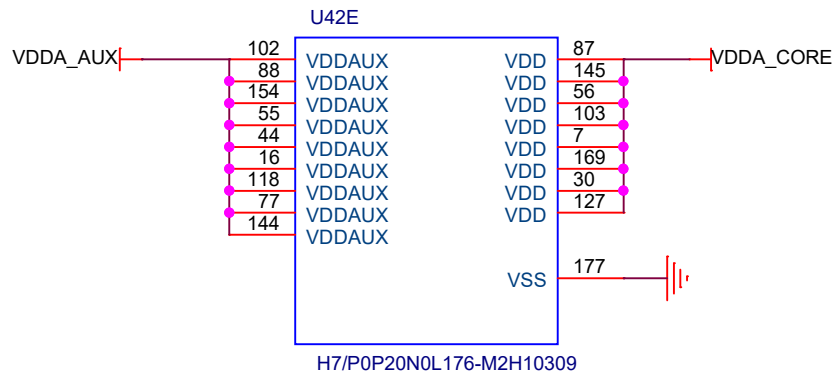 U42E
VDDA_AUX
102 VDDAUX VDD 87
VDDA_CORE
88 VDDAUX VDD 145
154 VDDAUX VDD 56
55 VDDAUX VDD 103
44 VDDAUX VDD 7
16 VDDAUX VDD 169
118 VDDAUX VDD 30
77 VDDAUX VDD 127
144 VDDAUX
VSS 177
H7/P0P20N0L176-M2H10309